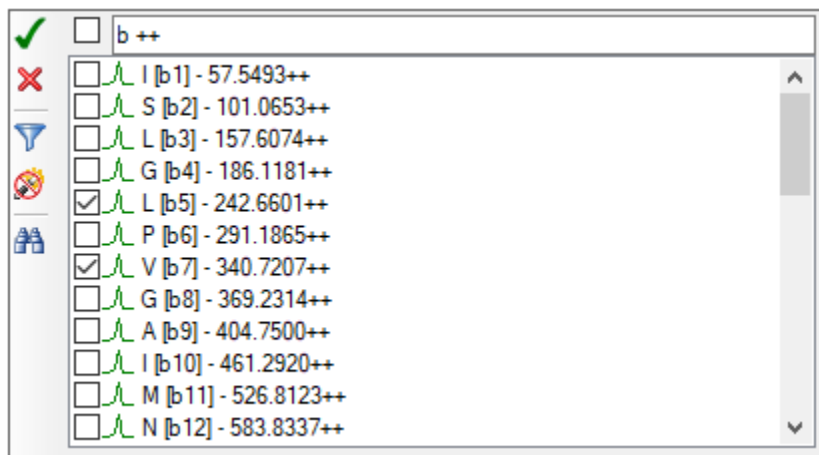 b ++
I [b1] - 57.5493++
S [b2] - 101.0653++
L [b3] - 157.6074++
G [b4] - 186.1181++
L [b5] - 242.6601++
P [b6] - 291.1865++
V [b7] - 340.7207++
G [b8] - 369.2314++
A [b9] - 404.7500++
I [b10] - 461.2920++
M [b11] - 526.8123++
N [b12] - 583.8337++